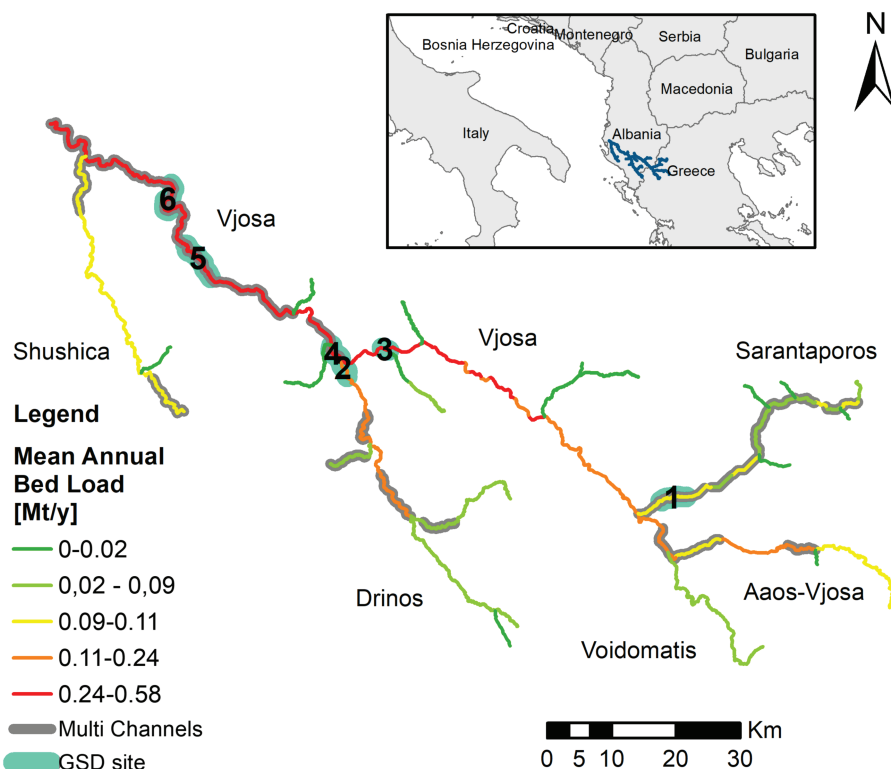 N
Croatia
Montenegro
Serbia
Bosnia Herzegovina
Bulgaria
Macedonia
Italy
Albania
Greece
6
Vjosa
5
Vjosa
4
3
2
Shushica
Sarantaporos
1
Aaos-Vjosa
Drinos
Voidomatis
Legend
Mean Annual
Bed Load
[Mt/y]
0-0.02
0,02 - 0,09
0.09-0.11
0.11-0.24
0.24-0.58
Multi Channels
GSD site
Km
0 5 10 20 30